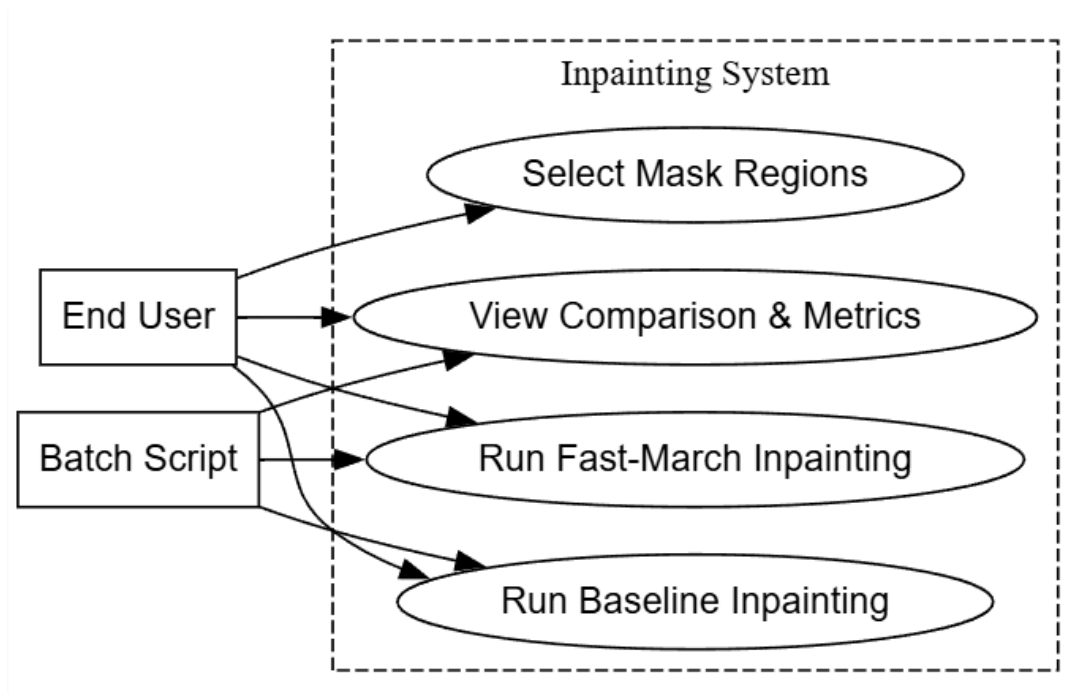 Inpainting System
Select Mask Regions
End User
View Comparison & Metrics
Batch Script
Run Fast-March Inpainting
Run Baseline Inpainting